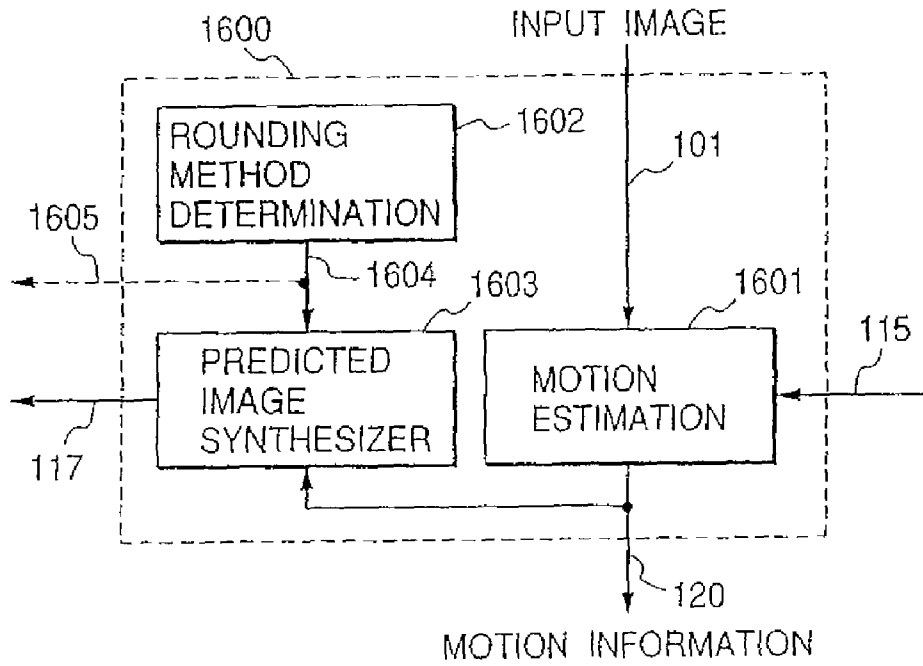 1600
INPUT IMAGE
ROUNDING
METHOD
DETERMINATION
1602
101
1605
1604
1603
1601
PREDICTED
IMAGE
SYNTHESIZER
MOTION
ESTIMATION
115
117
120
MOTION INFORMATION